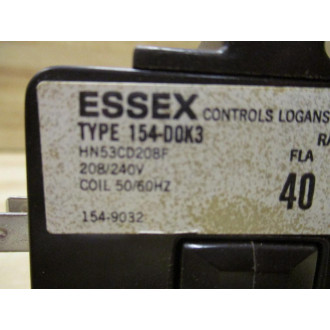 ESSEX CONTROLS LOGANS
TYPE 154-D0K3 RA
HN53CD208F FLA
208/240V
COIL 50/60HZ 40
154-9032